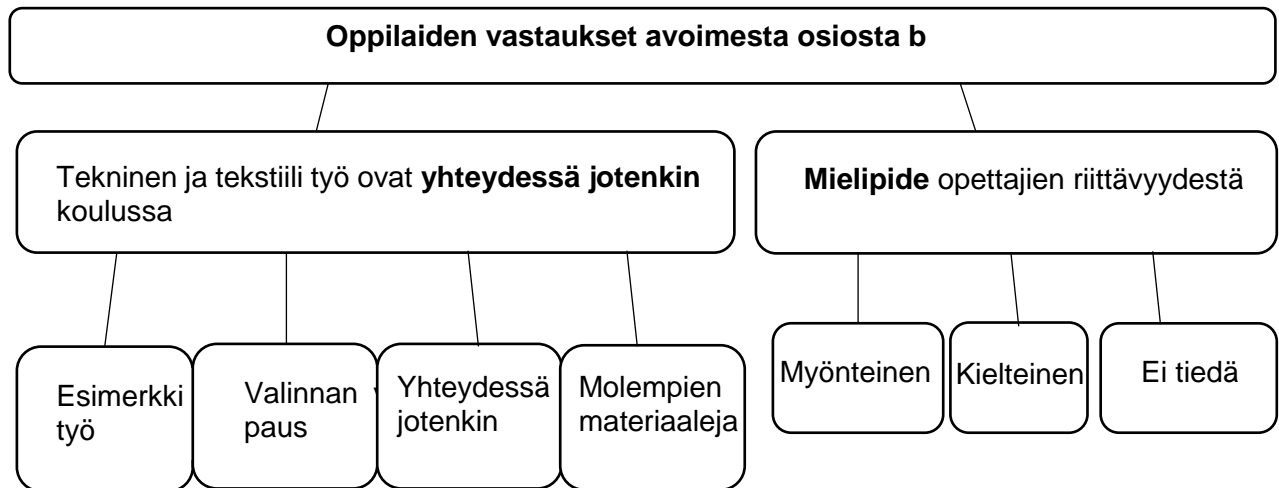 Oppilaiden vastaukset avoimesta osiosta b
Tekninen ja tekstiili työ ovat yhteydessä jotenkin
koulussa
Mielipide opettajien riittävyydestä
Esimerkki
työ
Valinnan
paus
Yhteydessä
jotenkin
Molempien
materiaaleja
Myönteinen
Kielteinen
Ei tiedä